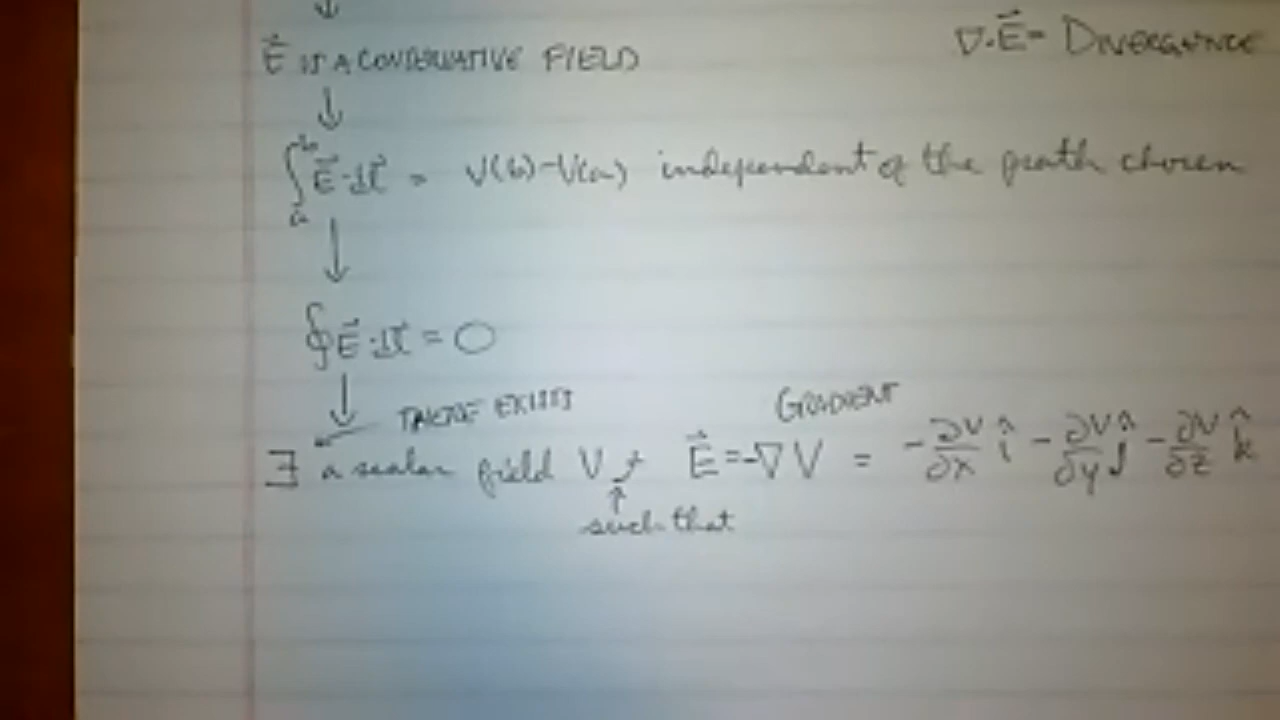 ∇·E⃗ = DIVERGENCE
↓
E⃗ IS A CONSERVATIVE FIELD
↓
∫ₐᵇ E⃗·dl⃗ = V(b)-V(a) independent of the path chosen
↓
∮E⃗·dl⃗ = 0
↓ THERE EXISTS GRADIENT
∃ a scalar field V ∋ E⃗ = -∇V = -∂V/∂x î - ∂V/∂y ĵ - ∂V/∂z k̂
↑
such that